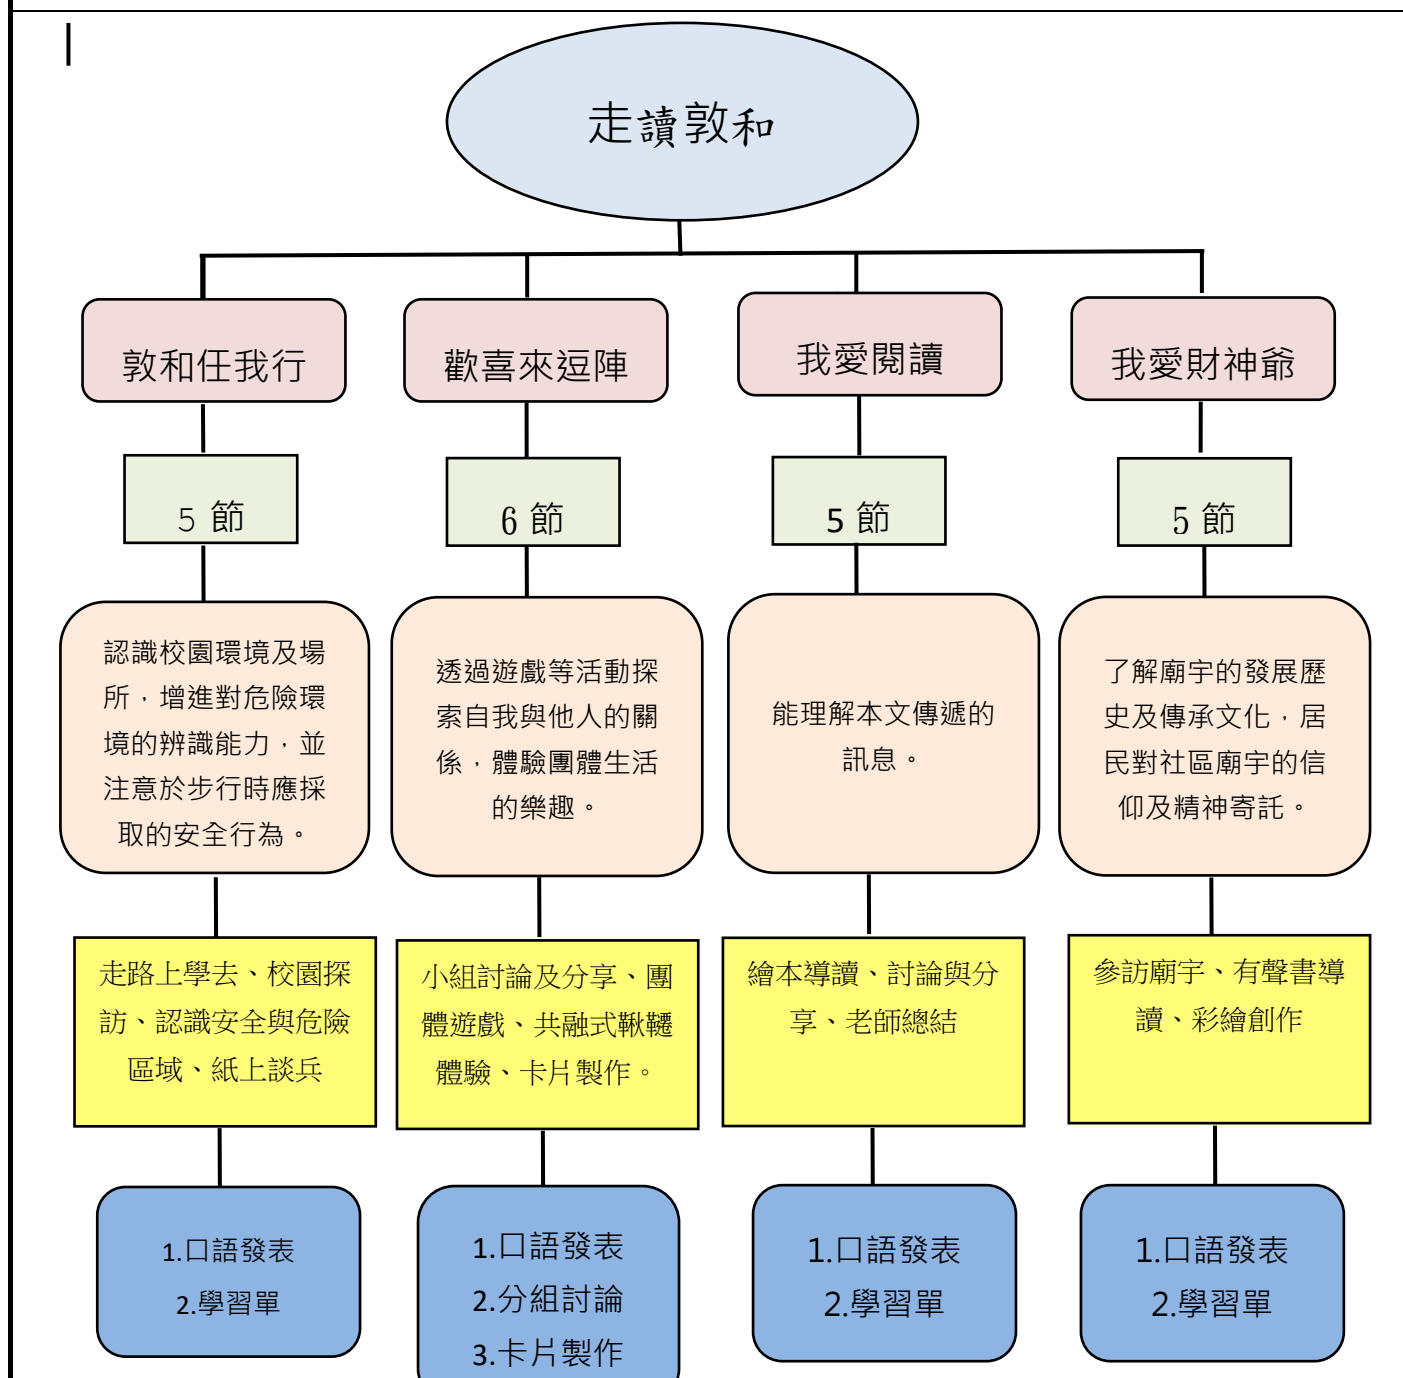 走讀敦和
敦和任我行
歡喜來逗陣
我愛閱讀
我愛財神爺
5 節
6 節
5 節
5 節
認識校園環境及場
所，增進對危險環
境的辨識能力，並
注意於步行時應採
取的安全行為。
透過遊戲等活動探
索自我與他人的關
係，體驗團體生活
的樂趣。
能理解本文傳遞的
訊息。
了解廟宇的發展歷
史及傳承文化，居
民對社區廟宇的信
仰及精神寄託。
走路上學去、校園探
訪、認識安全與危險
區域、紙上談兵
小組討論及分享、團
體遊戲、共融式鞦韆
體驗、卡片製作。
繪本導讀、討論與分
享、老師總結
參訪廟宇、有聲書導
讀、彩繪創作
1.口語發表
2.學習單
1.口語發表
2.分組討論
3.卡片製作
1.口語發表
2.學習單
1.口語發表
2.學習單